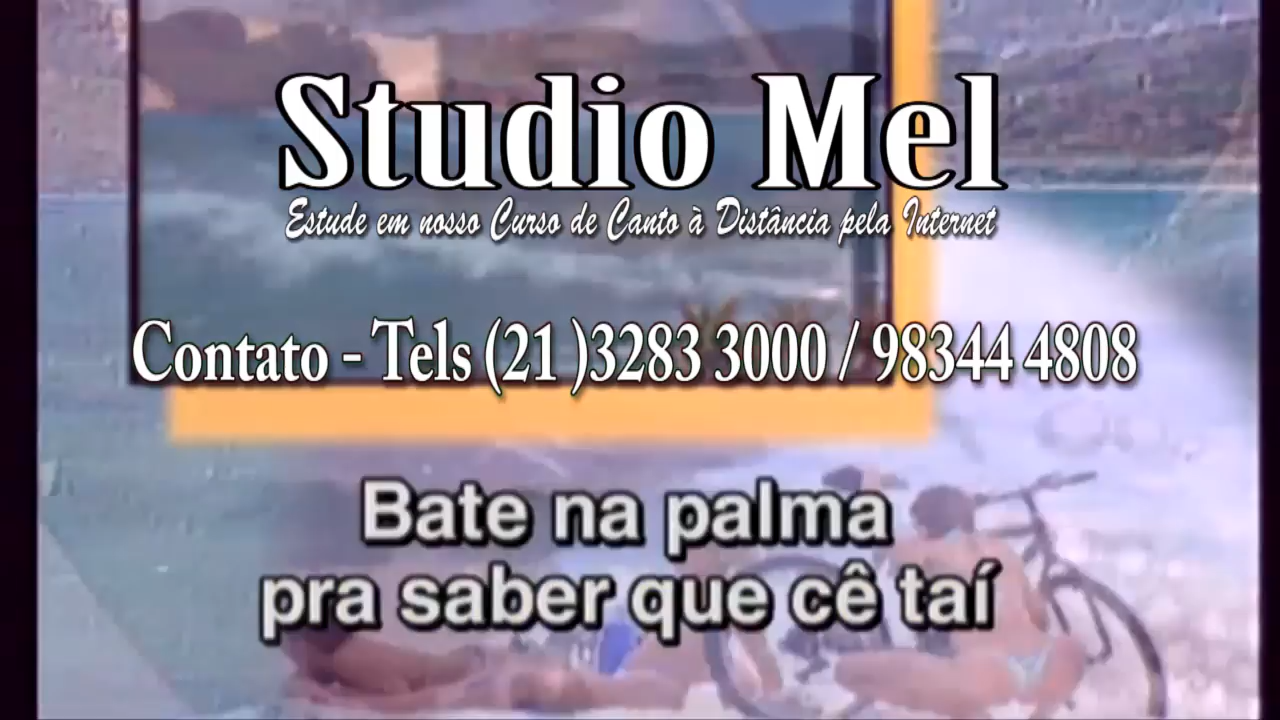 Studio Mel
Estude em nosso Curso de Canto à Distância pela Internet
Contato - Tels (21 )3283 3000 / 98344 4808
Bate na palma
pra saber que cê taí